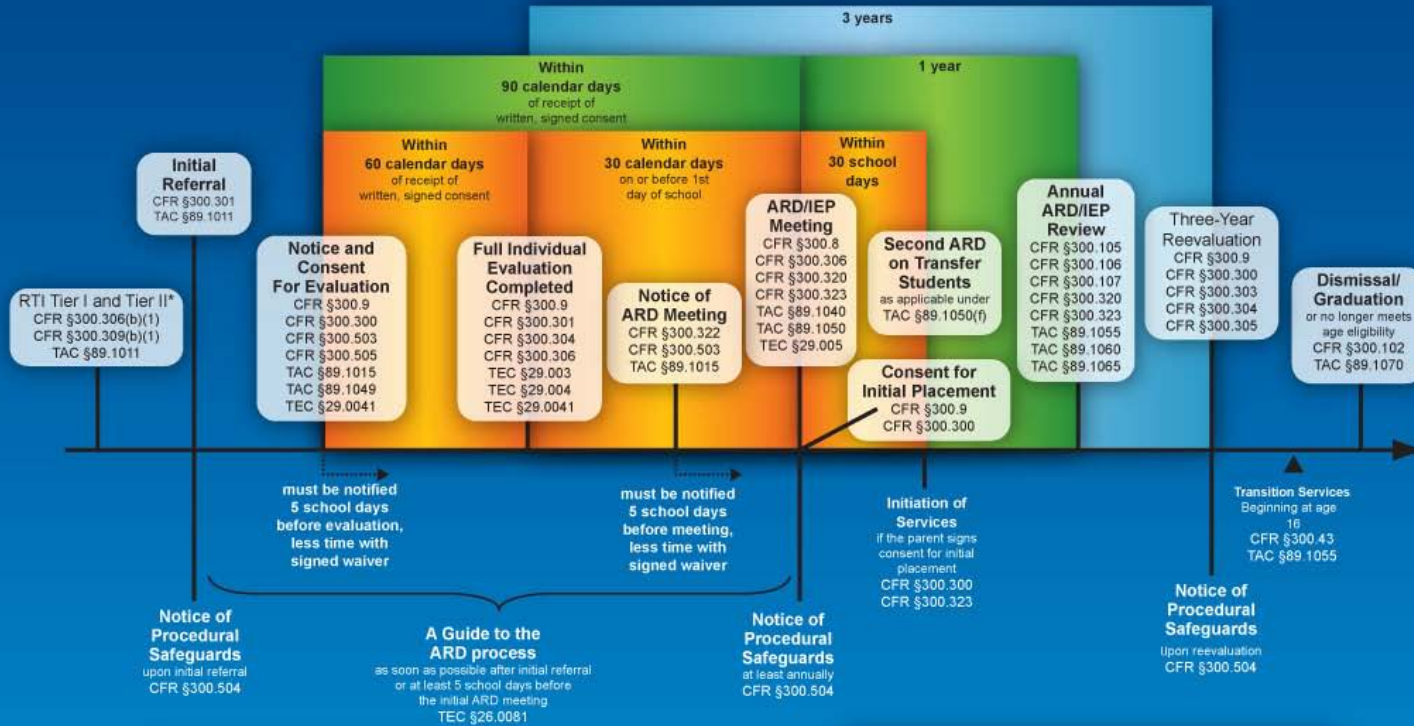 3 years
Within
90 calendar days
of receipt of
written, signed consent
1 year
Within
60 calendar days
of receipt of
written, signed consent
Within
30 calendar days
on or before 1st
day of school
Within
30 school
days
Initial
Referral
CFR §300.301
TAC §89.1011
RTI Tier I and Tier II*
CFR §300.306(b)(1)
CFR §300.309(b)(1)
TAC §89.1011
Notice and
Consent
For Evaluation
CFR §300.9
CFR §300.300
CFR §300.503
CFR §300.505
TAC §89.1015
TAC §89.1049
TEC §29.0041
Full Individual
Evaluation
Completed
CFR §300.9
CFR §300.301
CFR §300.304
CFR §300.306
TEC §29.003
TEC §29.004
TEC §29.0041
Notice of
ARD Meeting
CFR §300.322
CFR §300.503
TAC §89.1015
ARD/IEP
Meeting
CFR §300.8
CFR §300.306
CFR §300.320
CFR §300.323
TAC §89.1040
TAC §89.1050
TEC §29.005
Second ARD
on Transfer
Students
as applicable under
TAC §89.1050(f)
Consent for
Initial Placement
CFR §300.9
CFR §300.300
Annual
ARD/IEP
Review
CFR §300.105
CFR §300.106
CFR §300.107
CFR §300.320
CFR §300.323
TAC §89.1055
TAC §89.1060
TAC §89.1065
Three-Year
Reevaluation
CFR §300.9
CFR §300.300
CFR §300.303
CFR §300.304
CFR §300.305
Dismissal/
Graduation
or no longer meets
age eligibility
CFR §300.102
TAC §89.1070
must be notified
5 school days
before evaluation,
less time with
signed waiver
must be notified
5 school days
before meeting,
less time with
signed waiver
Initiation of
Services
if the parent signs
consent for initial
placement
CFR §300.300
CFR §300.323
Transition Services
Beginning at age
16
CFR §300.43
TAC §89.1055
Notice of
Procedural
Safeguards
upon initial referral
CFR §300.504
A Guide to the
ARD process
as soon as possible after initial referral
or at least 5 school days before
the initial ARD meeting
TEC §26.0081
Notice of
Procedural
Safeguards
at least annually
CFR §300.504
Notice of
Procedural
Safeguards
Upon reevaluation
CFR §300.504